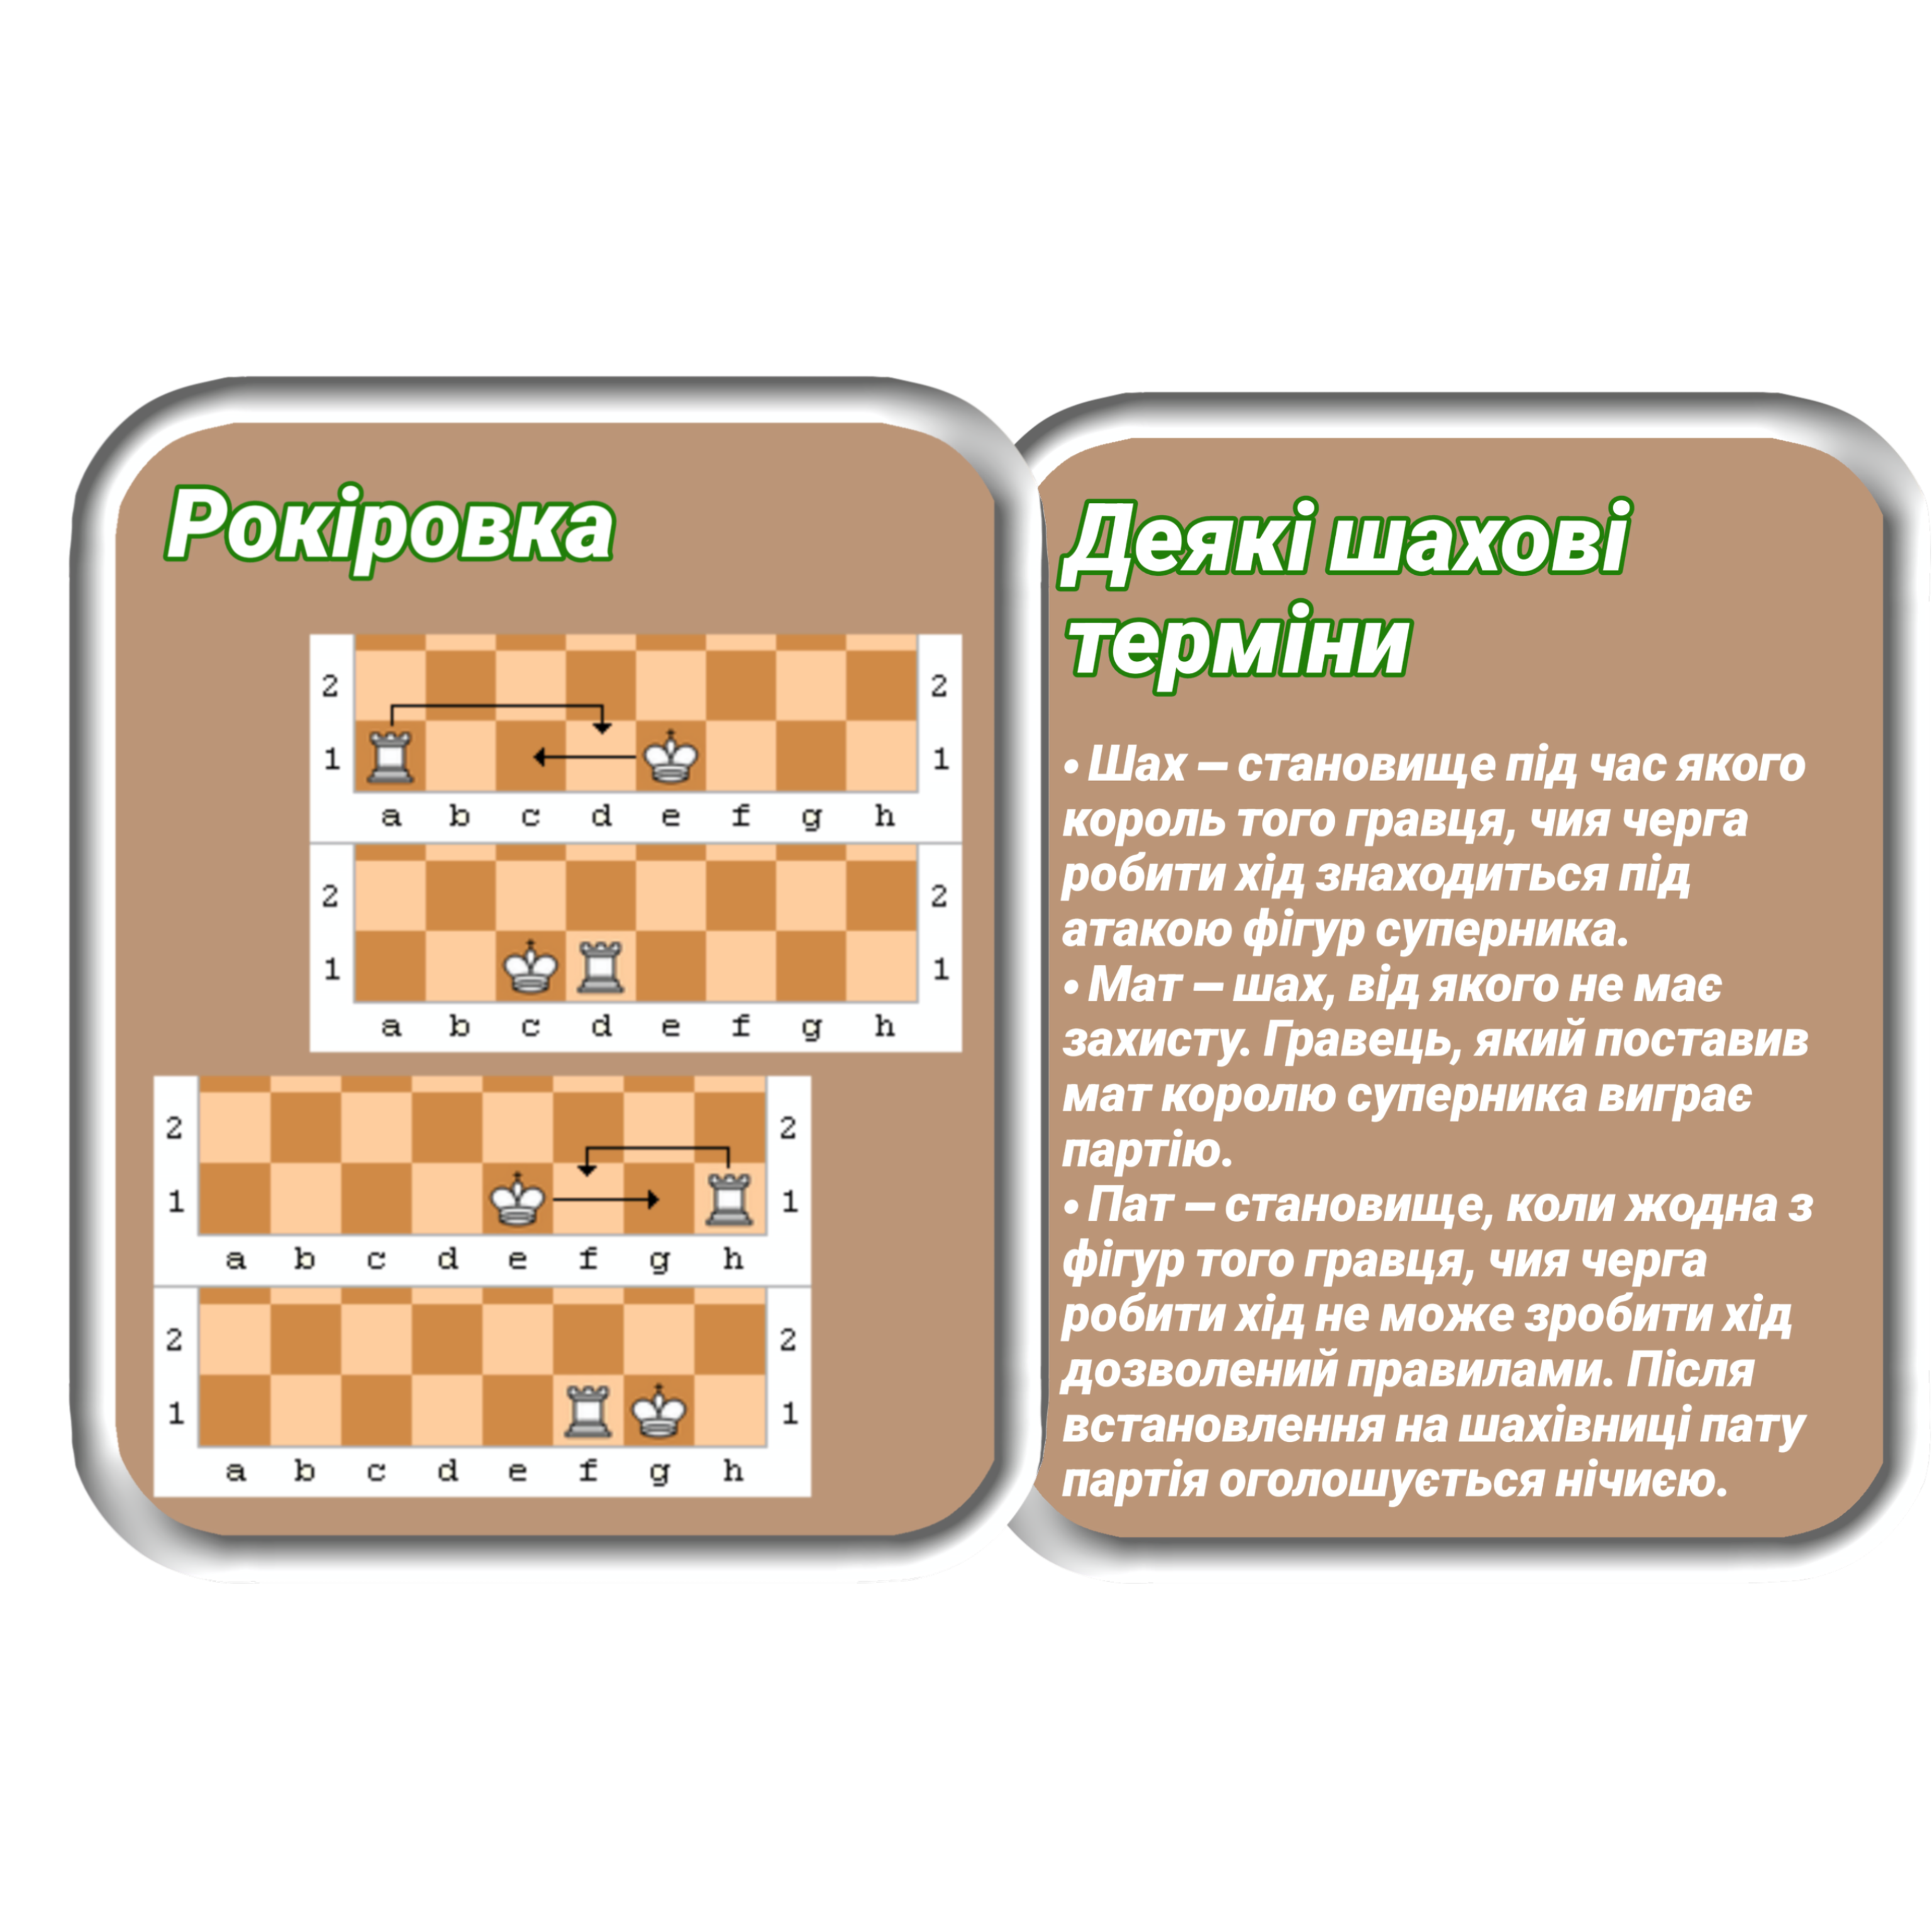 Рокіровка
2 2
1 1
a b c d e f g h
2 2
1 1
a b c d e f g h
2 2
1 1
a b c d e f g h
2 2
1 1
a b c d e f g h
Деякі шахові
терміни
• Шах – становище під час якого
король того гравця, чия черга
робити хід знаходиться під
атакою фігур суперника.
• Мат – шах, від якого не має
захисту. Гравець, який поставив
мат королю суперника виграє
партію.
• Пат – становище, коли жодна з
фігур того гравця, чия черга
робити хід не може зробити хід
дозволений правилами. Після
встановлення на шахівниці пату
партія оголошується нічиєю.